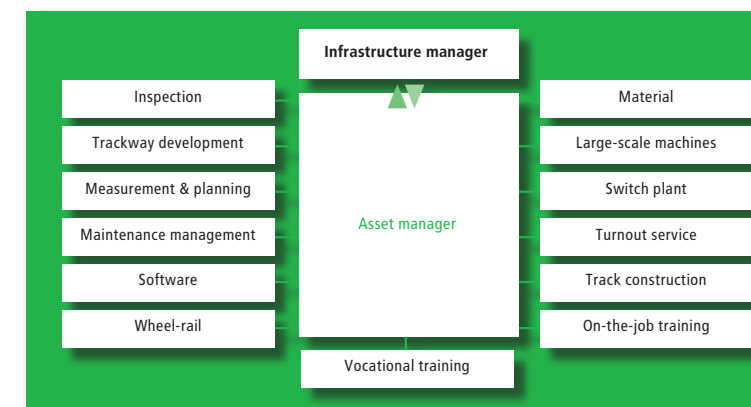 Infrastructure manager
Inspection
Trackway development
Measurement & planning
Maintenance management
Software
Wheel-rail
Asset manager
Material
Large-scale machines
Switch plant
Turnout service
Track construction
On-the-job training
Vocational training